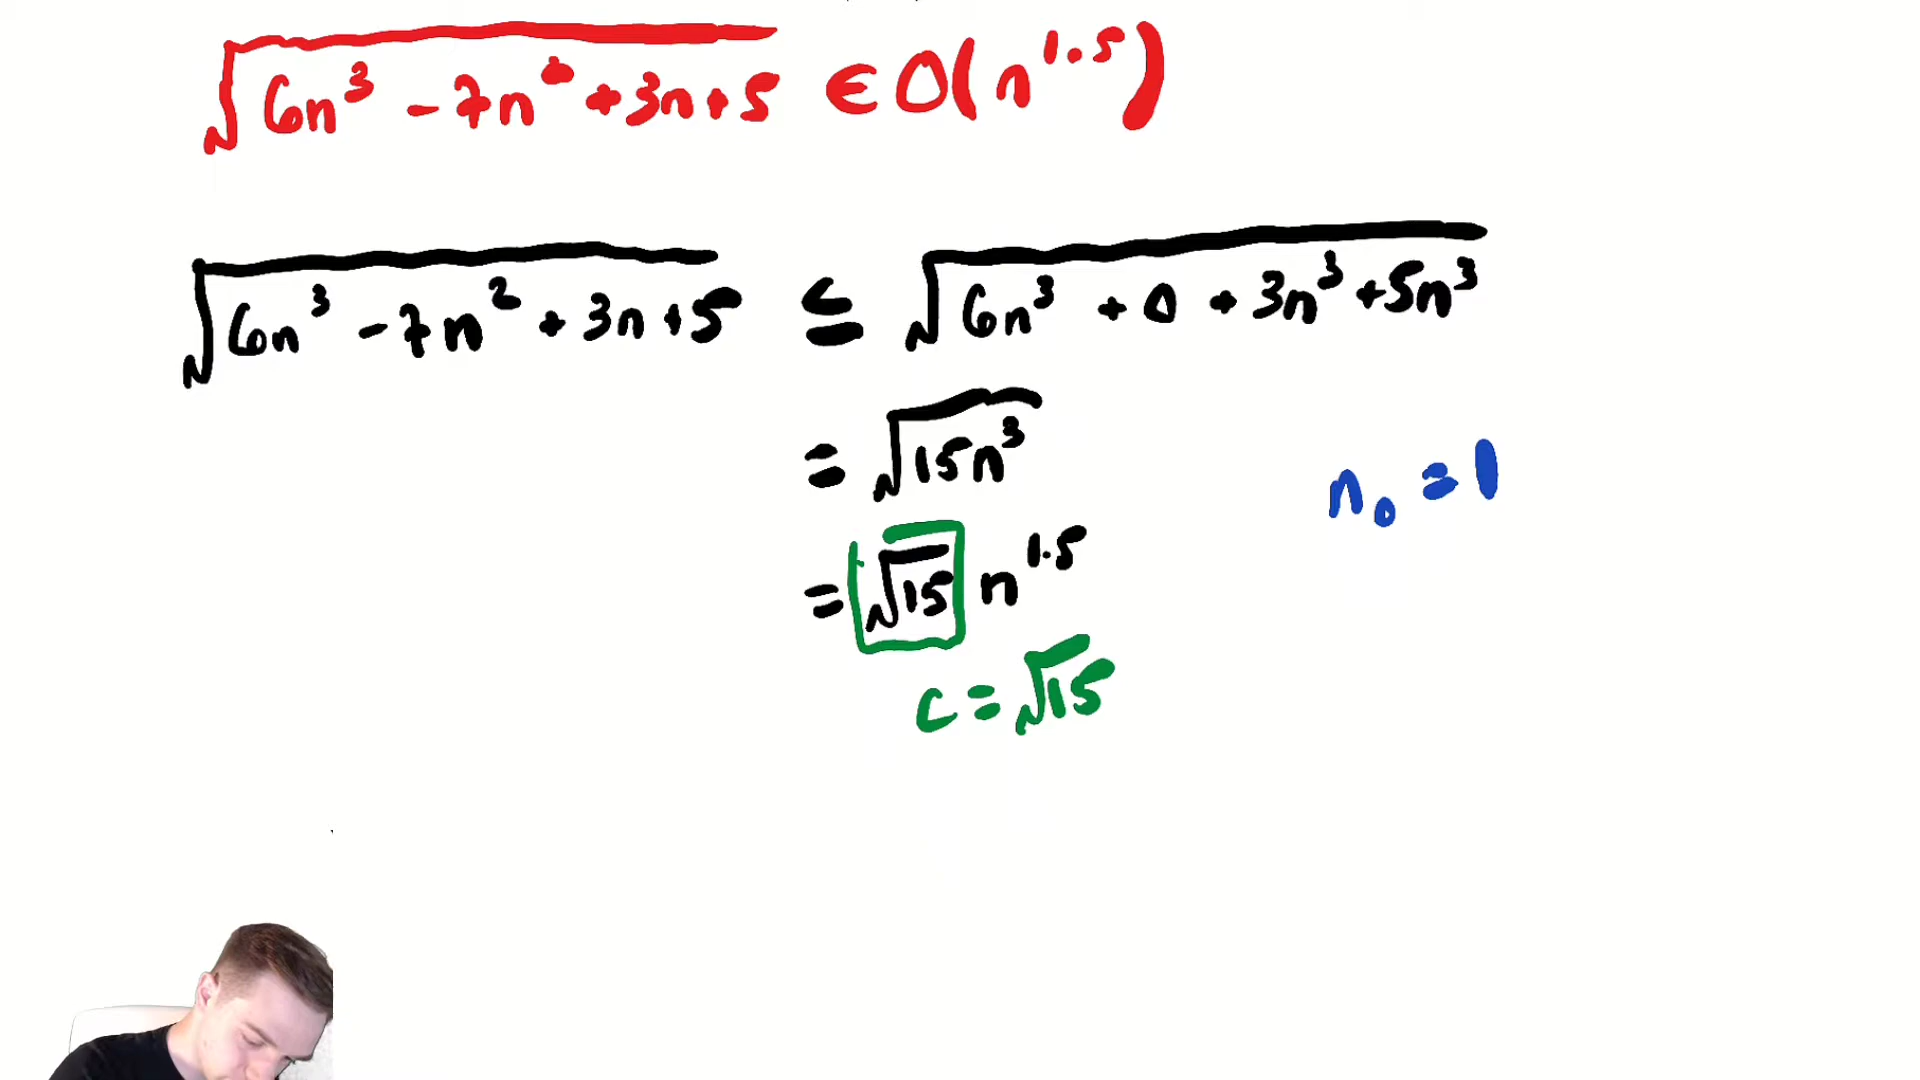 √(6n³ - 7n² + 3n + 5) ∈ O(n^1.5)
√(6n³ - 7n² + 3n + 5) ≤ √(6n³ + 0 + 3n³ + 5n³)
= √(15n³)
n₀ = 1
= √15 n^1.5
c = √15